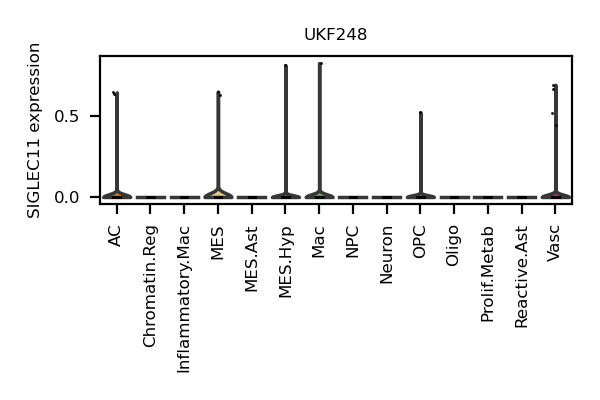 UKF248
SIGLEC11 expression
0.5
0.0
AC
Chromatin.Reg
Inflammatory.Mac
MES
MES.Ast
MES.Hyp
Mac
NPC
Neuron
OPC
Oligo
Prolif.Metab
Reactive.Ast
Vasc